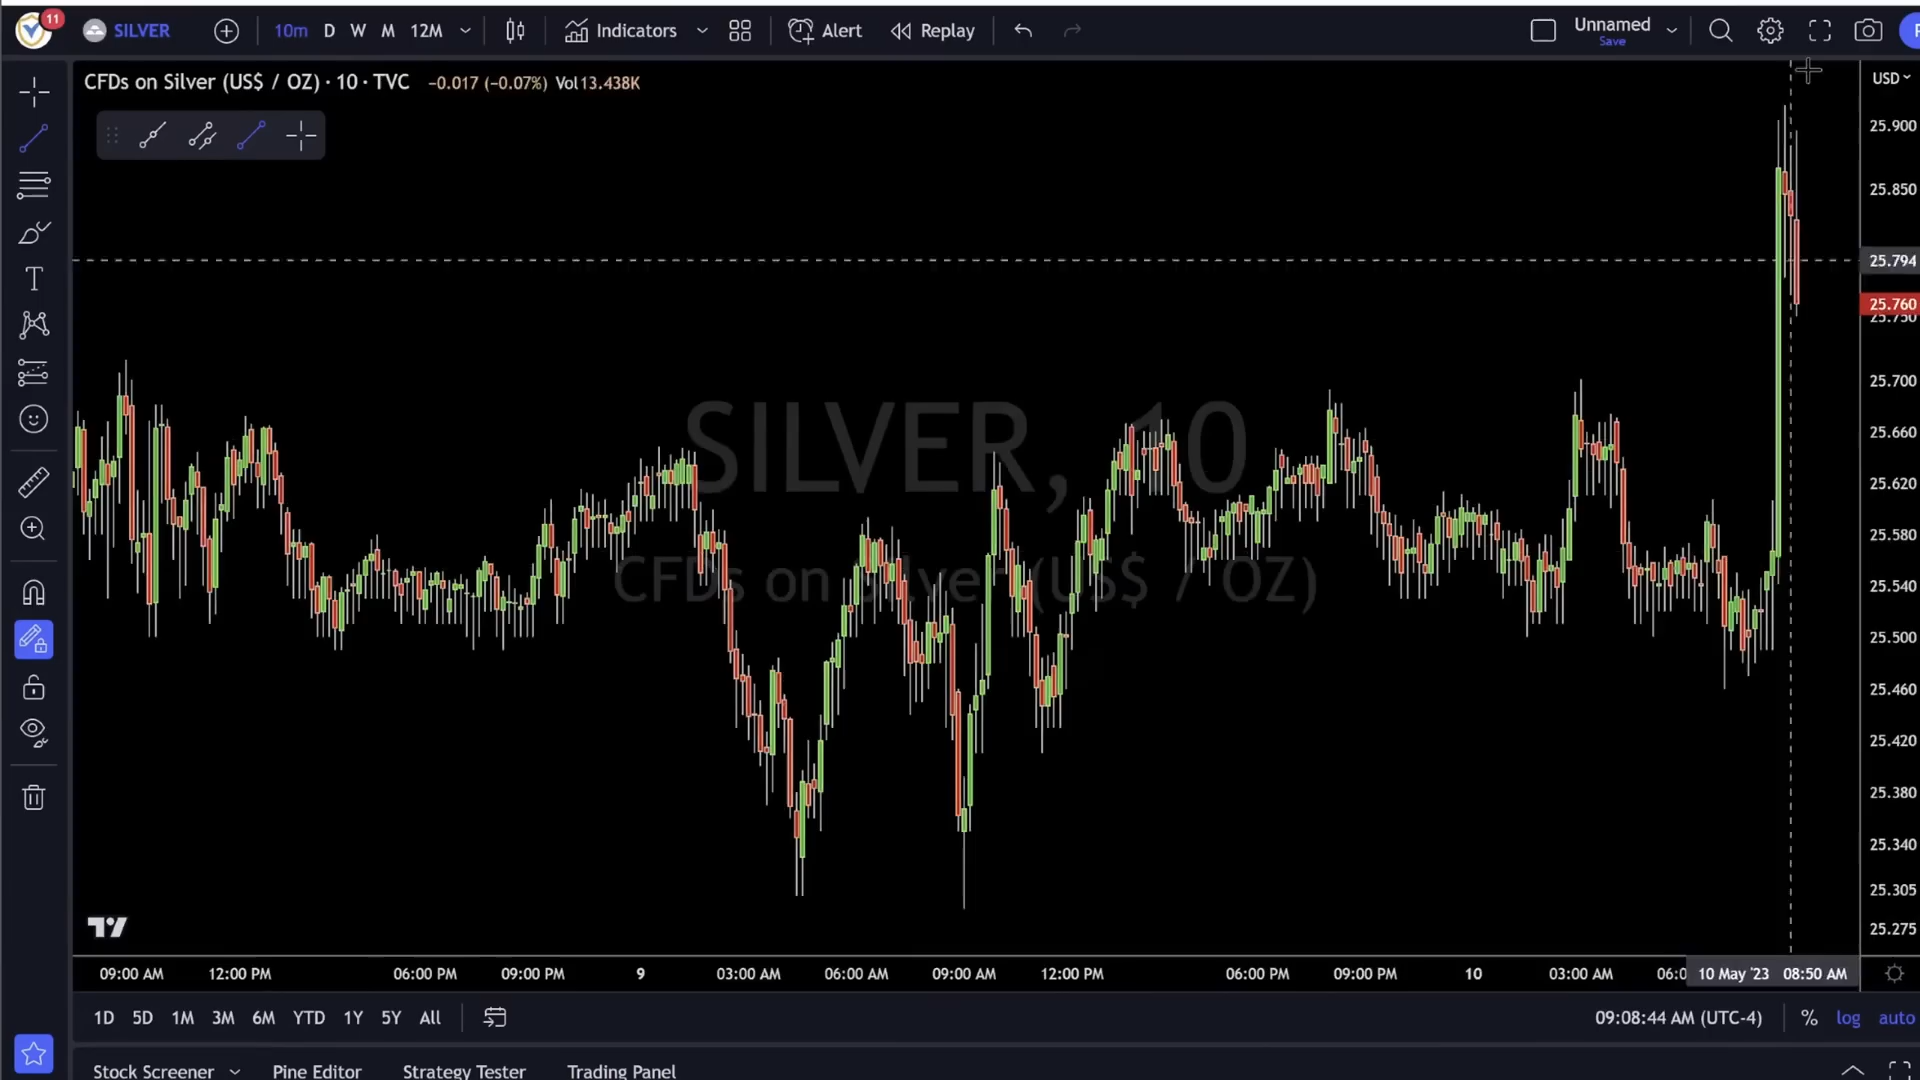 11
SILVER 10m D W M 12M Indicators Alert Replay Unnamed
Save
CFDs on Silver (US$ / OZ) · 10 · TVC −0.017 (−0.07%) Vol13.438K USD
25.900
25.850
25.794
25.760
25.750
25.700
25.660
25.620
25.580
25.540
25.500
25.460
25.420
25.380
25.340
25.305
25.275
SILVER, 10
CFDs on Silver (US$ / OZ)
09:00 AM 12:00 PM 06:00 PM 09:00 PM 9 03:00 AM 06:00 AM 09:00 AM 12:00 PM 06:00 PM 09:00 PM 10 03:00 AM 06:0 10 May '23 08:50 AM
1D 5D 1M 3M 6M YTD 1Y 5Y All 09:08:44 AM (UTC-4) % log auto
Stock Screener Pine Editor Strategy Tester Trading Panel